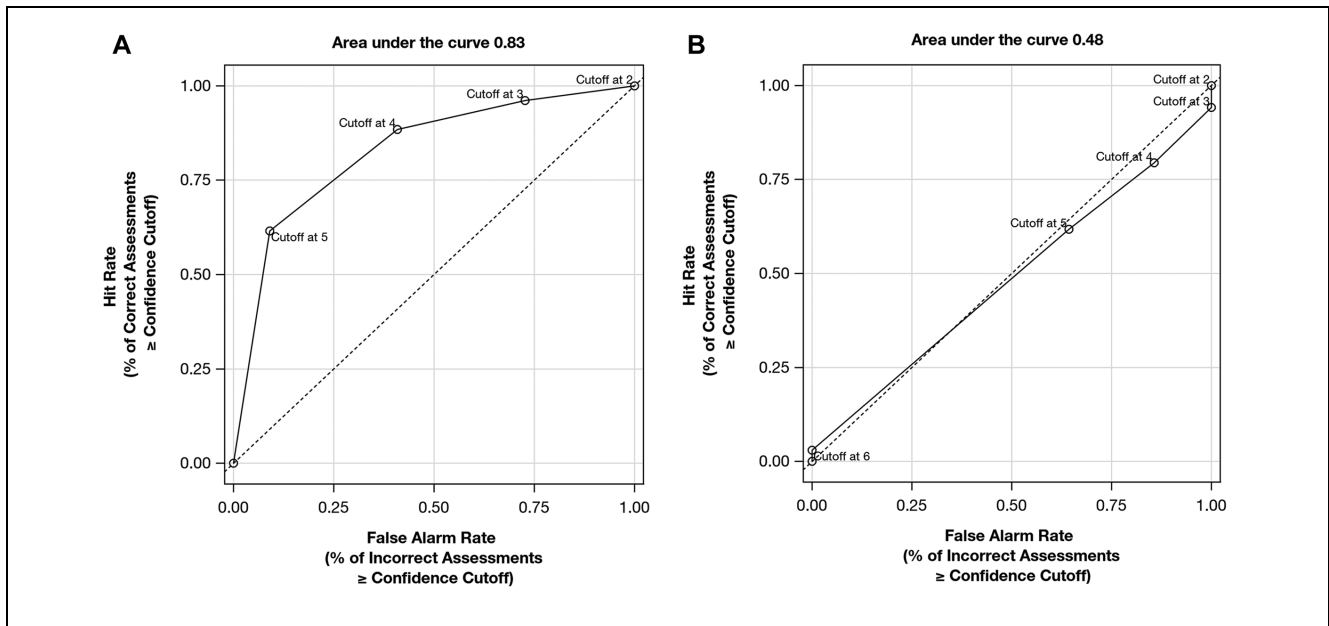 A
Area under the curve 0.83
1.00
0.75
0.50
0.25
0.00
Hit Rate
(% of Correct Assessments
≥ Confidence Cutoff)
Cutoff at 2
Cutoff at 3
Cutoff at 4
Cutoff at 5
0.00 0.25 0.50 0.75 1.00
False Alarm Rate
(% of Incorrect Assessments
≥ Confidence Cutoff)
B
Area under the curve 0.48
1.00
0.75
0.50
0.25
0.00
Hit Rate
(% of Correct Assessments
≥ Confidence Cutoff)
Cutoff at 2
Cutoff at 3
Cutoff at 4
Cutoff at 5
Cutoff at 6
0.00 0.25 0.50 0.75 1.00
False Alarm Rate
(% of Incorrect Assessments
≥ Confidence Cutoff)